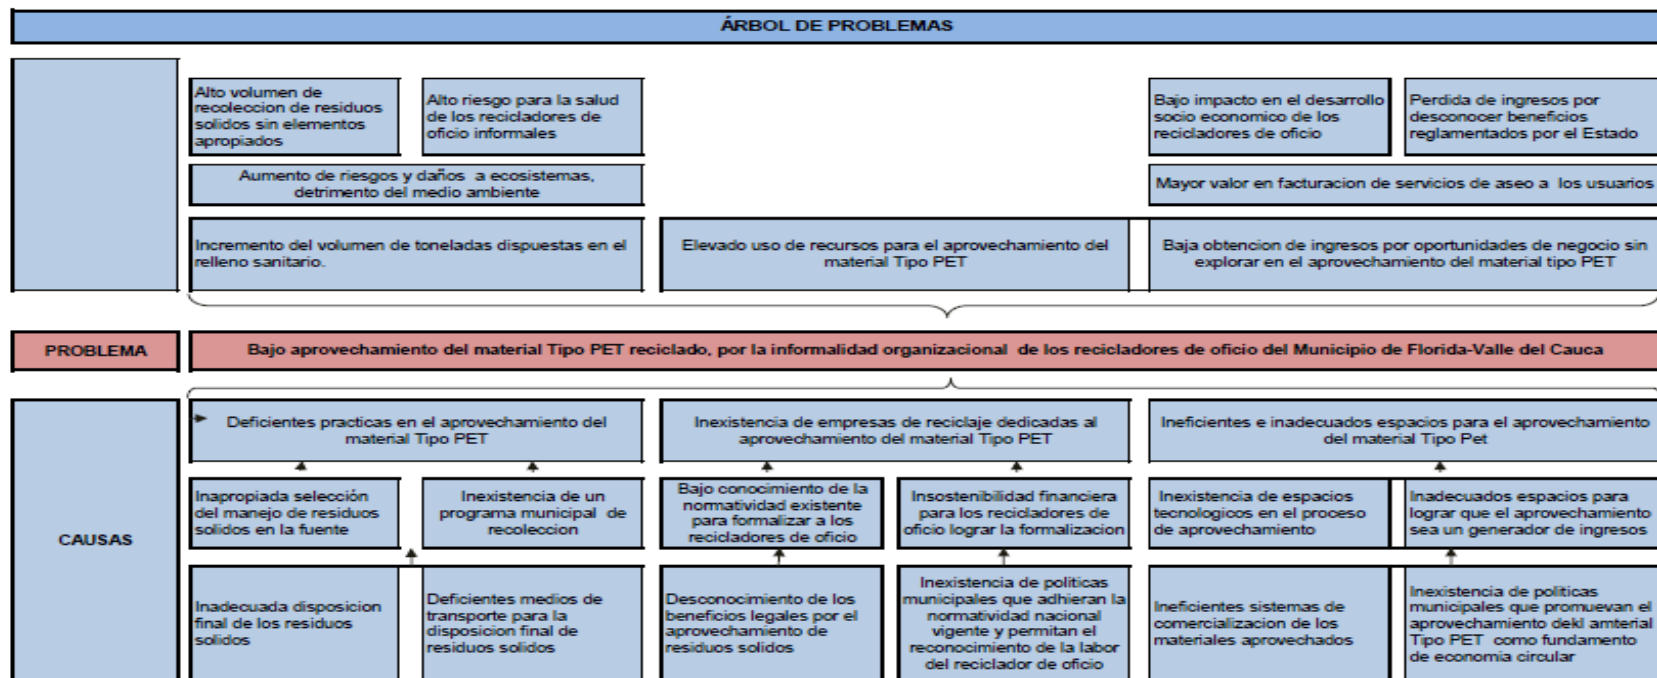 ÁRBOL DE PROBLEMAS
Alto volumen de
recoleccion de residuos
solidos sin elementos
apropiados
Alto riesgo para la salud
de los recicladores de
oficio informales
Bajo impacto en el desarrollo
socio economico de los
recicladores de oficio
Perdida de ingresos por
desconocer beneficios
reglamentados por el Estado
Aumento de riesgos y daños a ecosistemas,
detrimento del medio ambiente
Mayor valor en facturacion de servicios de aseo a los usuarios
Incremento del volumen de toneladas dispuestas en el
relleno sanitario.
Elevado uso de recursos para el aprovechamiento del
material Tipo PET
Baja obtencion de ingresos por oportunidades de negocio sin
explorar en el aprovechamiento del material tipo PET
PROBLEMA
Bajo aprovechamiento del material Tipo PET reciclado, por la informalidad organizacional de los recicladores de oficio del Municipio de Florida-Valle del Cauca
CAUSAS
Deficientes practicas en el aprovechamiento del
material Tipo PET
Inexistencia de empresas de reciclaje dedicadas al
aprovechamiento del material Tipo PET
Ineficientes e inadecuados espacios para el aprovechamiento
del material Tipo Pet
Inapropiada selección
del manejo de residuos
solidos en la fuente
Inexistencia de un
programa municipal de
recoleccion
Bajo conocimiento de la
normatividad existente
para formalizar a los
recicladores de oficio
Insostenibilidad financiera
para los recicladores de
oficio lograr la formalizacion
Inexistencia de espacios
tecnologicos en el proceso
de aprovechamiento
Inadecuados espacios para
lograr que el aprovechamiento
sea un generador de ingresos
Inadecuada disposicion
final de los residuos
solidos
Deficientes medios de
transporte para la
disposicion final de
residuos solidos
Desconocimiento de los
beneficios legales por el
aprovechamiento de
residuos solidos
Inexistencia de politicas
municipales que adhieran la
normatividad nacional
vigente y permitan el
reconocimiento de la labor
del reciclador de oficio
Ineficientes sistemas de
comercializacion de los
materiales aprovechados
Inexistencia de politicas
municipales que promuevan el
aprovechamiento dekl amterial
Tipo PET como fundamento
de economia circular